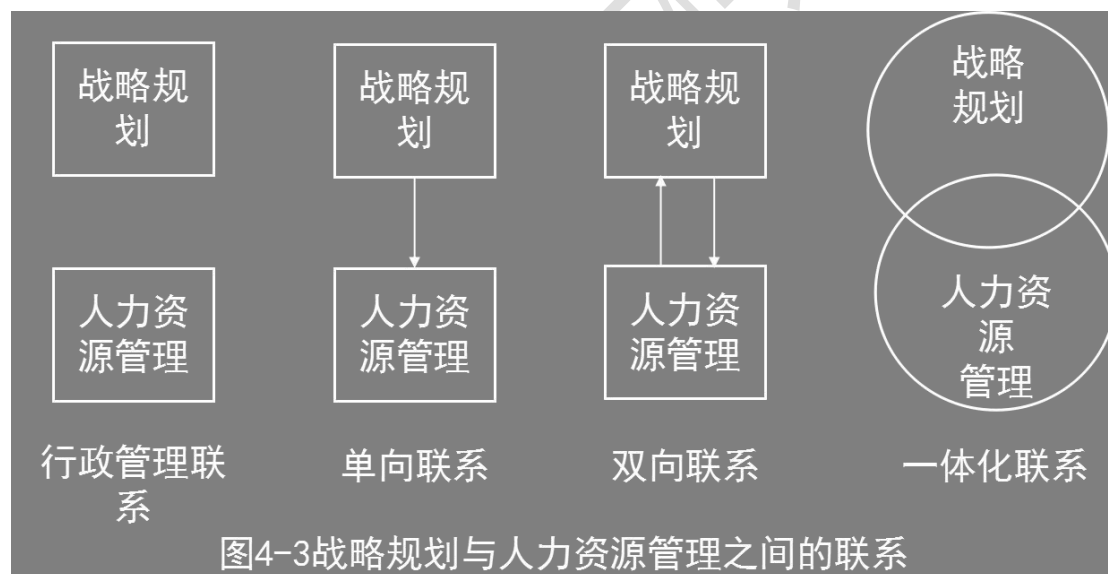 战略规
划
人力资
源管理
行政管理联
系
战略规
划
人力资
源管理
单向联系
战略规
划
人力资
源管理
双向联系
战略
规划
人力资
源
管理
一体化联系
图4-3战略规划与人力资源管理之间的联系